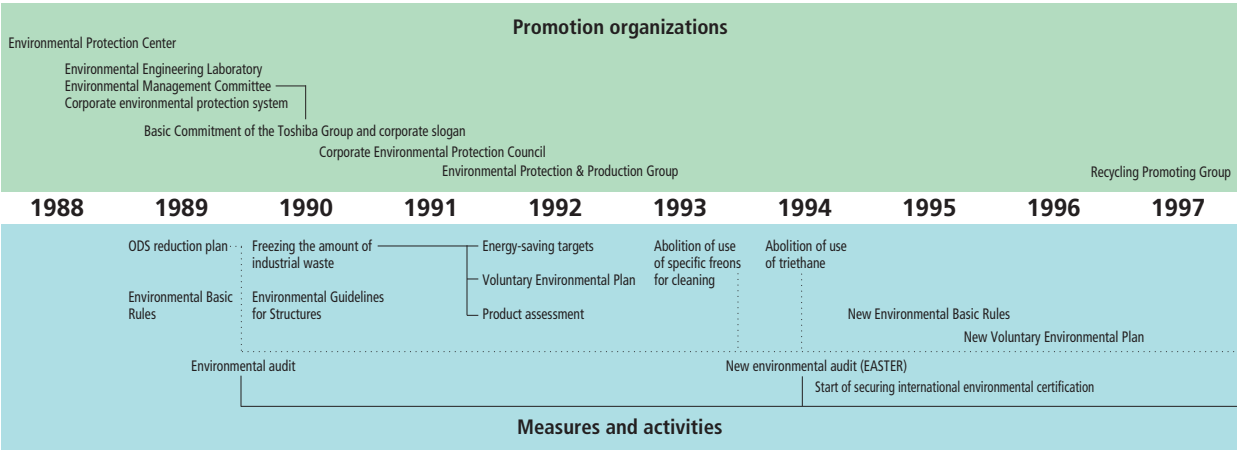 Promotion organizations
Environmental Protection Center
Environmental Engineering Laboratory
Environmental Management Committee
Corporate environmental protection system
Basic Commitment of the Toshiba Group and corporate slogan
Corporate Environmental Protection Council
Environmental Protection & Production Group
Recycling Promoting Group
1988 1989 1990 1991 1992 1993 1994 1995 1996 1997
ODS reduction plan
Freezing the amount of
industrial waste
Energy-saving targets
Abolition of use
of specific freons
for cleaning
Abolition of use
of triethane
Voluntary Environmental Plan
Environmental Basic
Rules
Environmental Guidelines
for Structures
Product assessment
New Environmental Basic Rules
New Voluntary Environmental Plan
Environmental audit
New environmental audit (EASTER)
Start of securing international environmental certification
Measures and activities